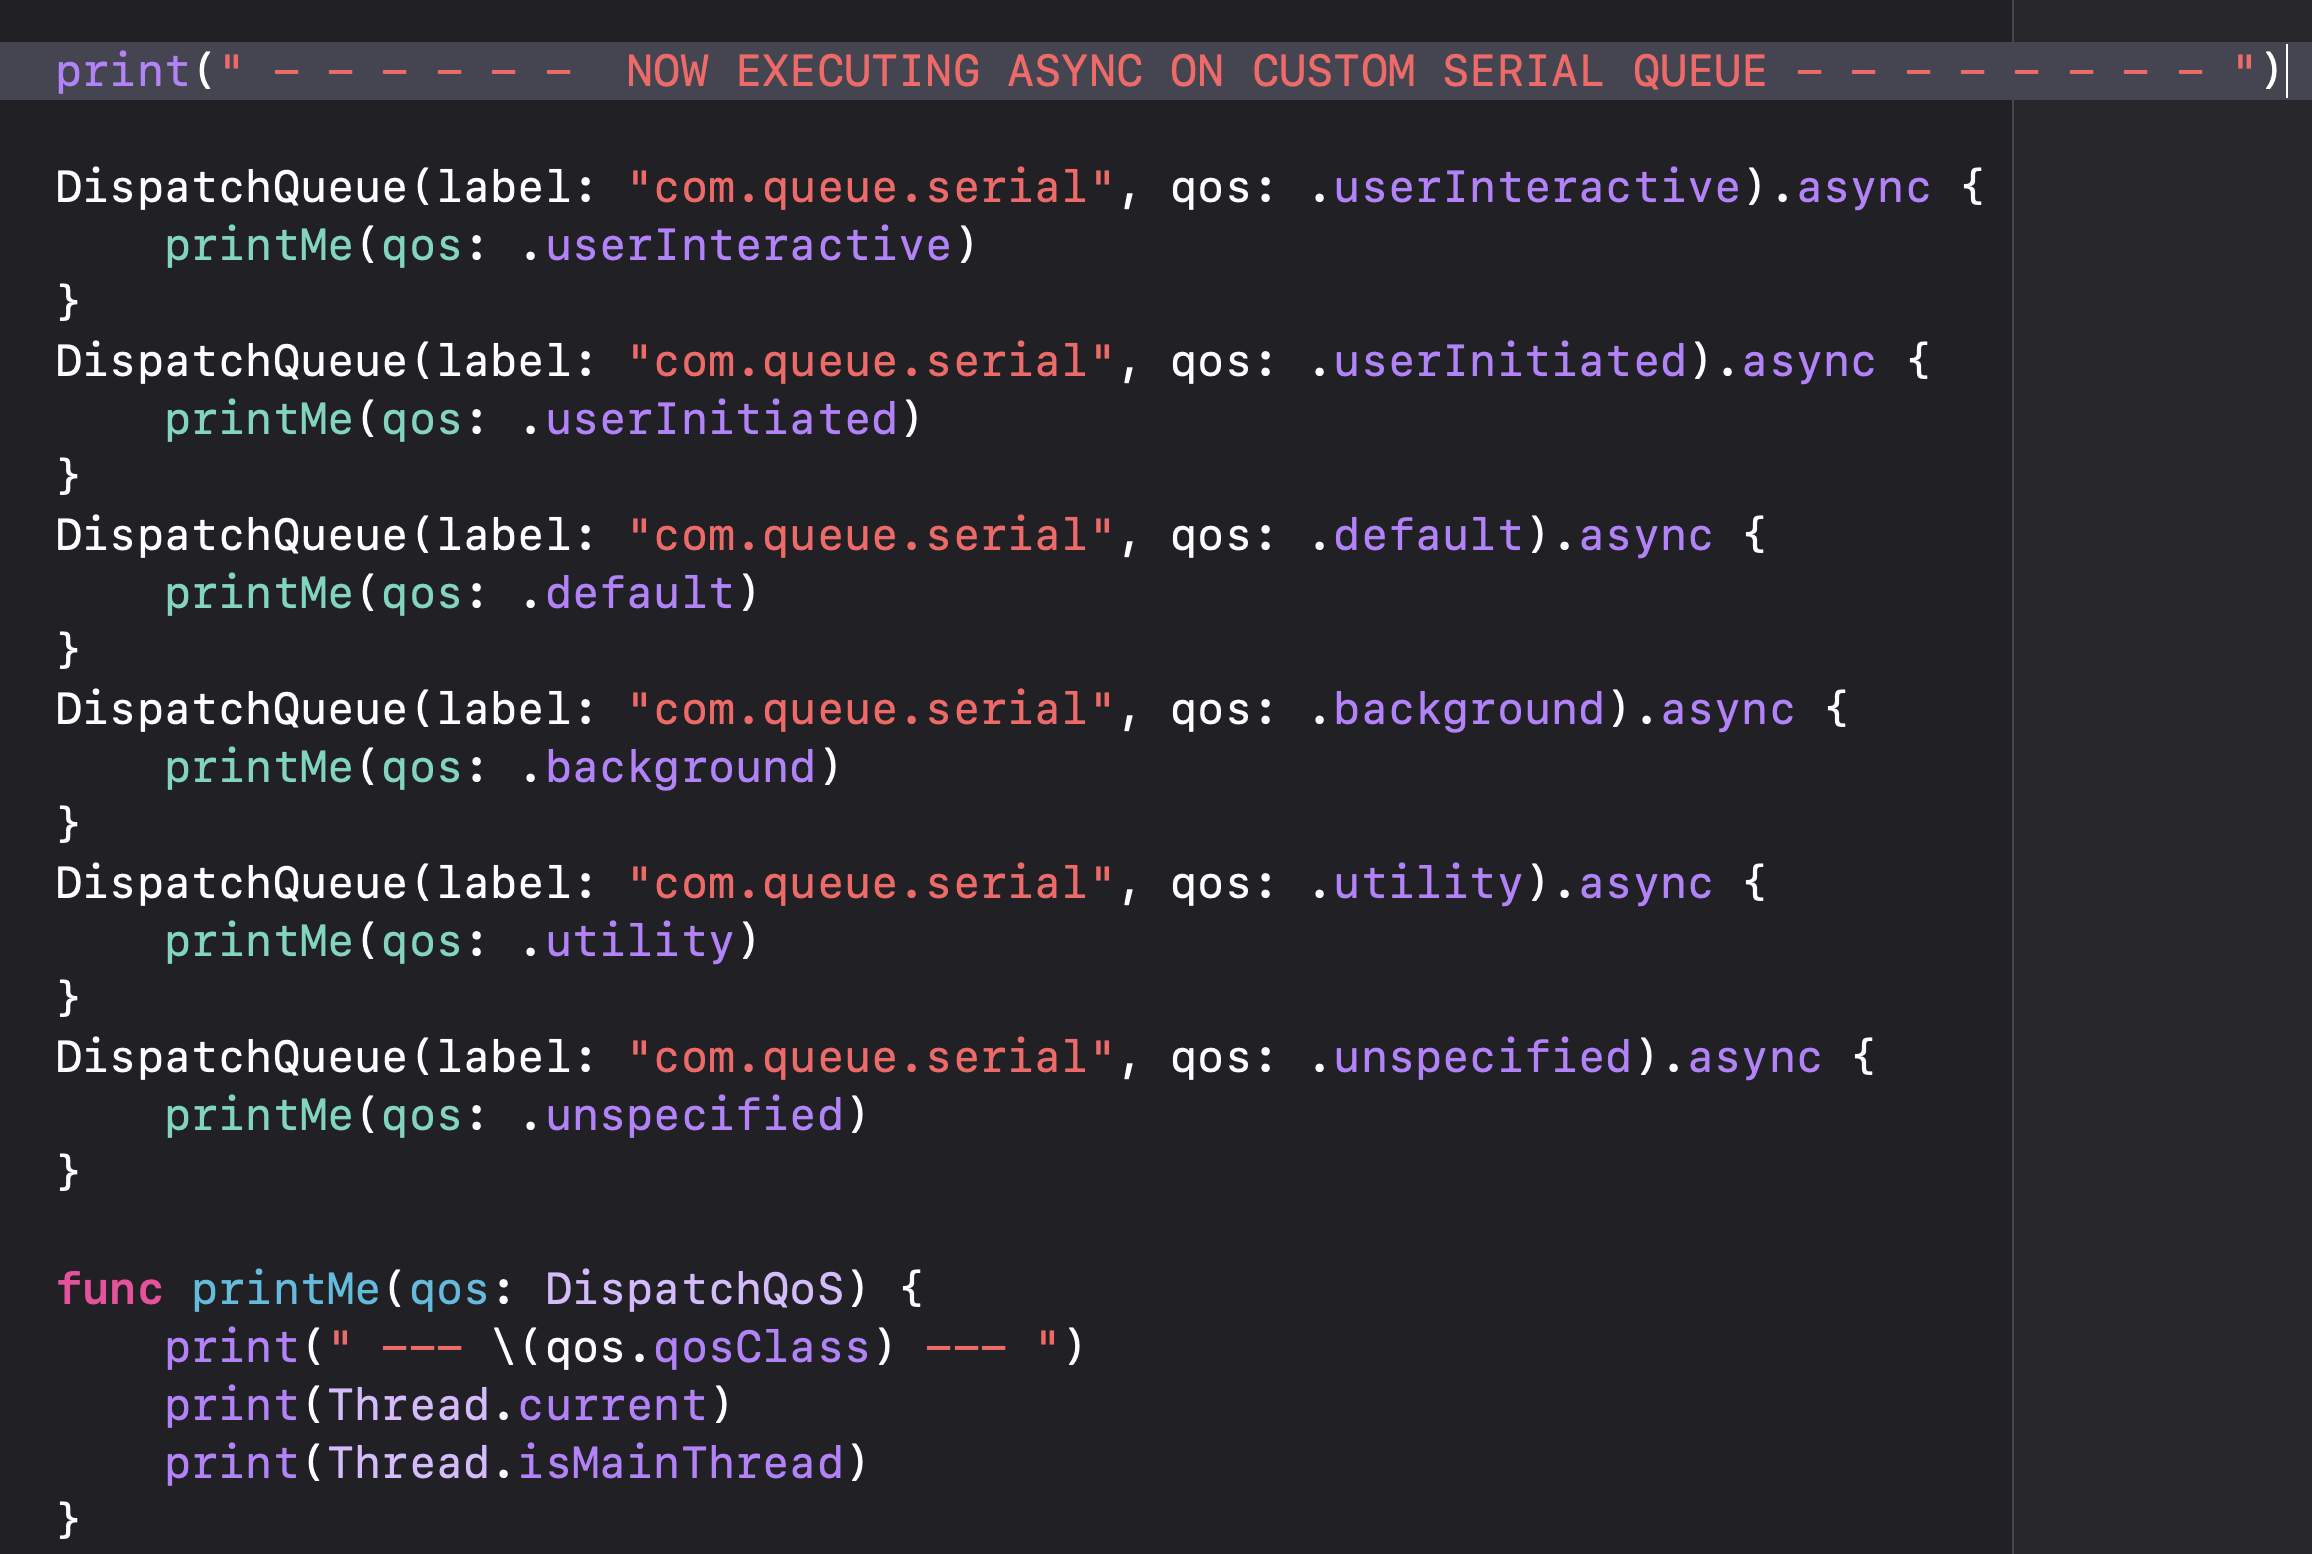 print(" - - - - - -  NOW EXECUTING ASYNC ON CUSTOM SERIAL QUEUE - - - - - - - - ")
DispatchQueue(label: "com.queue.serial", qos: .userInteractive).async {
    printMe(qos: .userInteractive)
}
DispatchQueue(label: "com.queue.serial", qos: .userInitiated).async {
    printMe(qos: .userInitiated)
}
DispatchQueue(label: "com.queue.serial", qos: .default).async {
    printMe(qos: .default)
}
DispatchQueue(label: "com.queue.serial", qos: .background).async {
    printMe(qos: .background)
}
DispatchQueue(label: "com.queue.serial", qos: .utility).async {
    printMe(qos: .utility)
}
DispatchQueue(label: "com.queue.serial", qos: .unspecified).async {
    printMe(qos: .unspecified)
}
func printMe(qos: DispatchQoS) {
    print(" --- \(qos.qosClass) --- ")
    print(Thread.current)
    print(Thread.isMainThread)
}